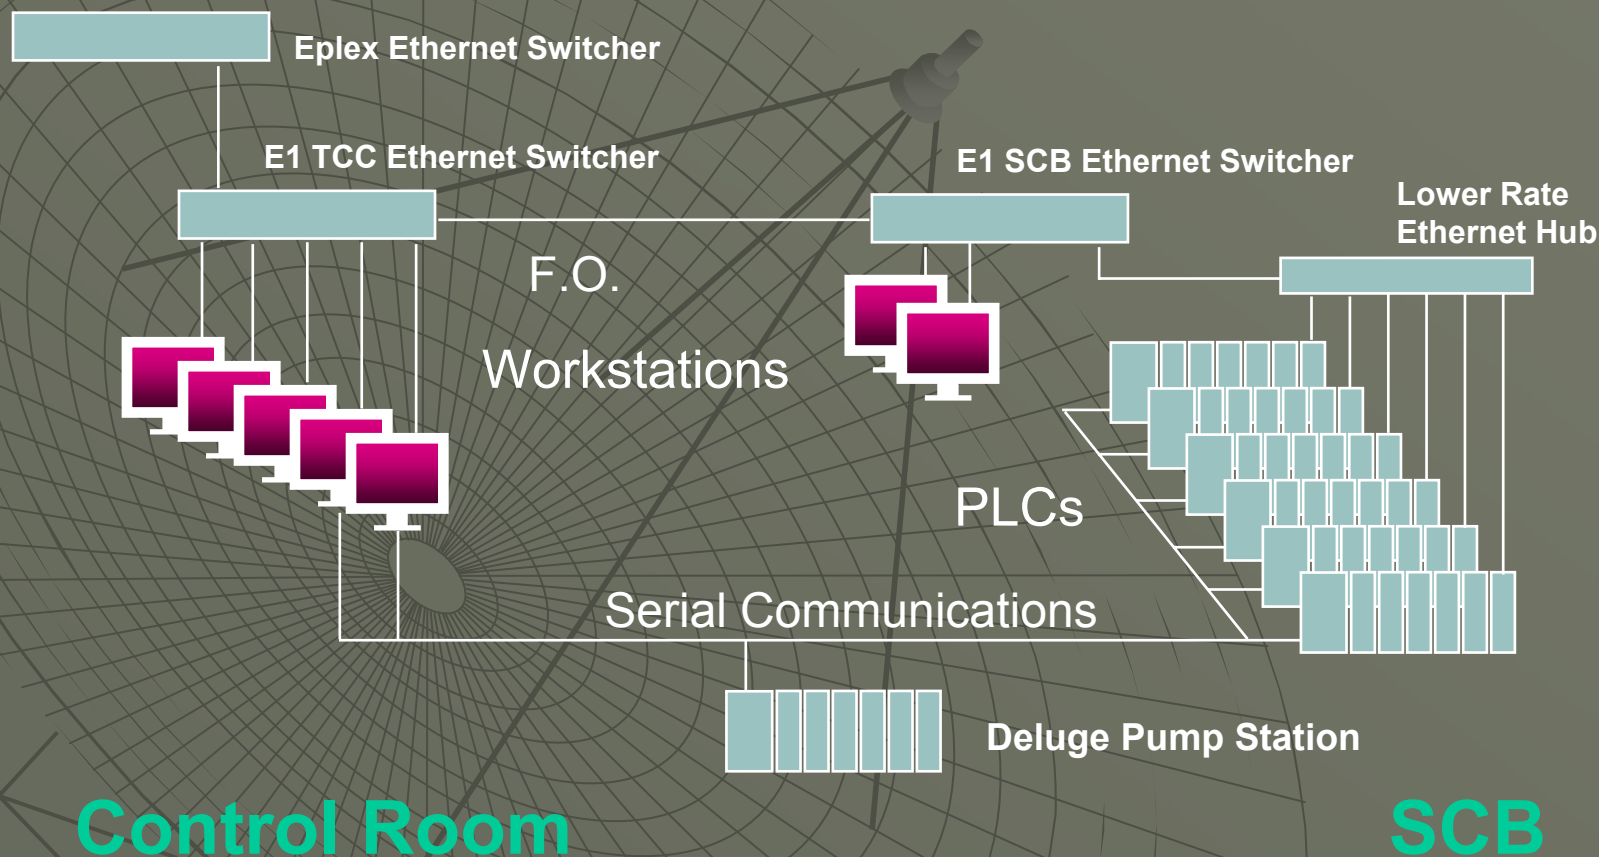 Eplex Ethernet Switcher
E1 TCC Ethernet Switcher
E1 SCB Ethernet Switcher
Lower Rate
Ethernet Hub
F.O.
Workstations
PLCs
Serial Communications
Deluge Pump Station
Control Room
SCB